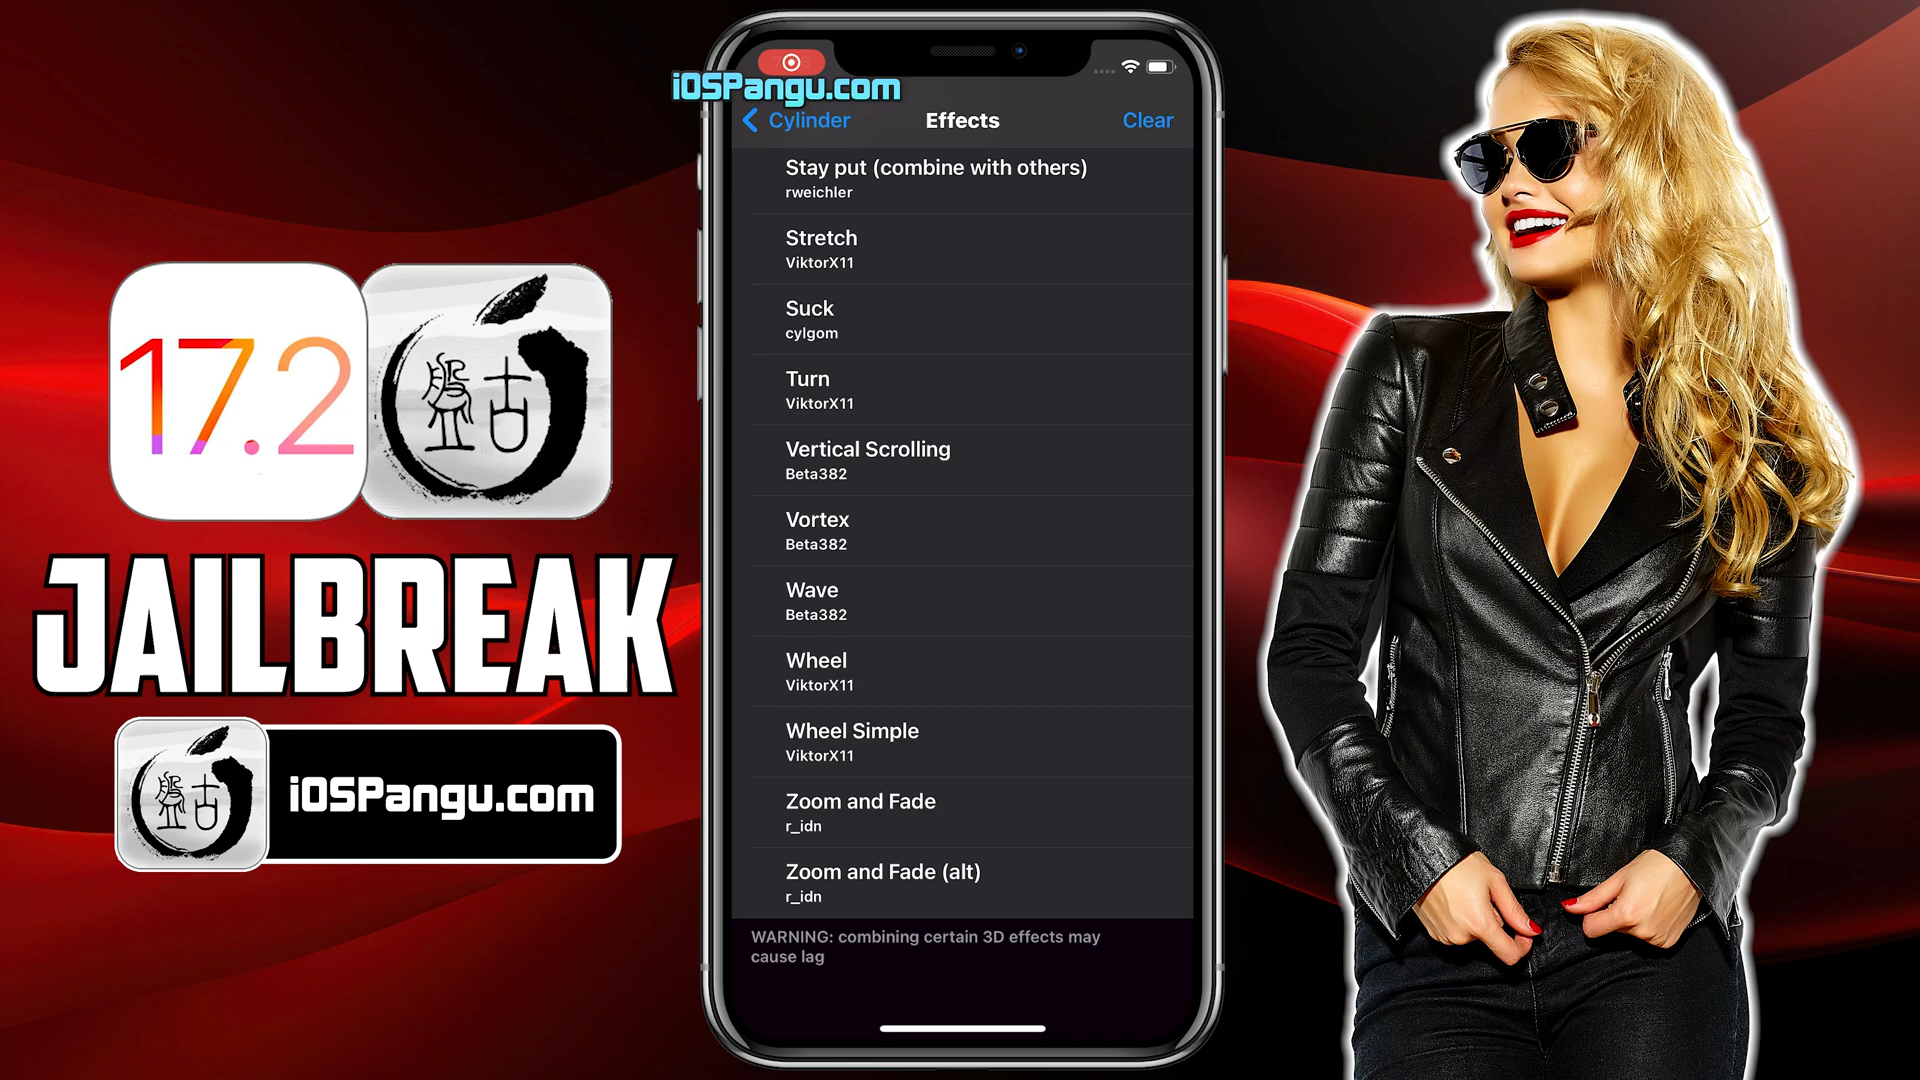 iOSPangu.com
Cylinder
Effects
Clear
Stay put (combine with others)
rweichler
Stretch
ViktorX11
Suck
cylgom
Turn
ViktorX11
Vertical Scrolling
Beta382
Vortex
Beta382
Wave
Beta382
Wheel
ViktorX11
Wheel Simple
ViktorX11
Zoom and Fade
r_idn
Zoom and Fade (alt)
r_idn
WARNING: combining certain 3D effects may
cause lag
17.2
盤古
JAILBREAK
盤古
iOSPangu.com